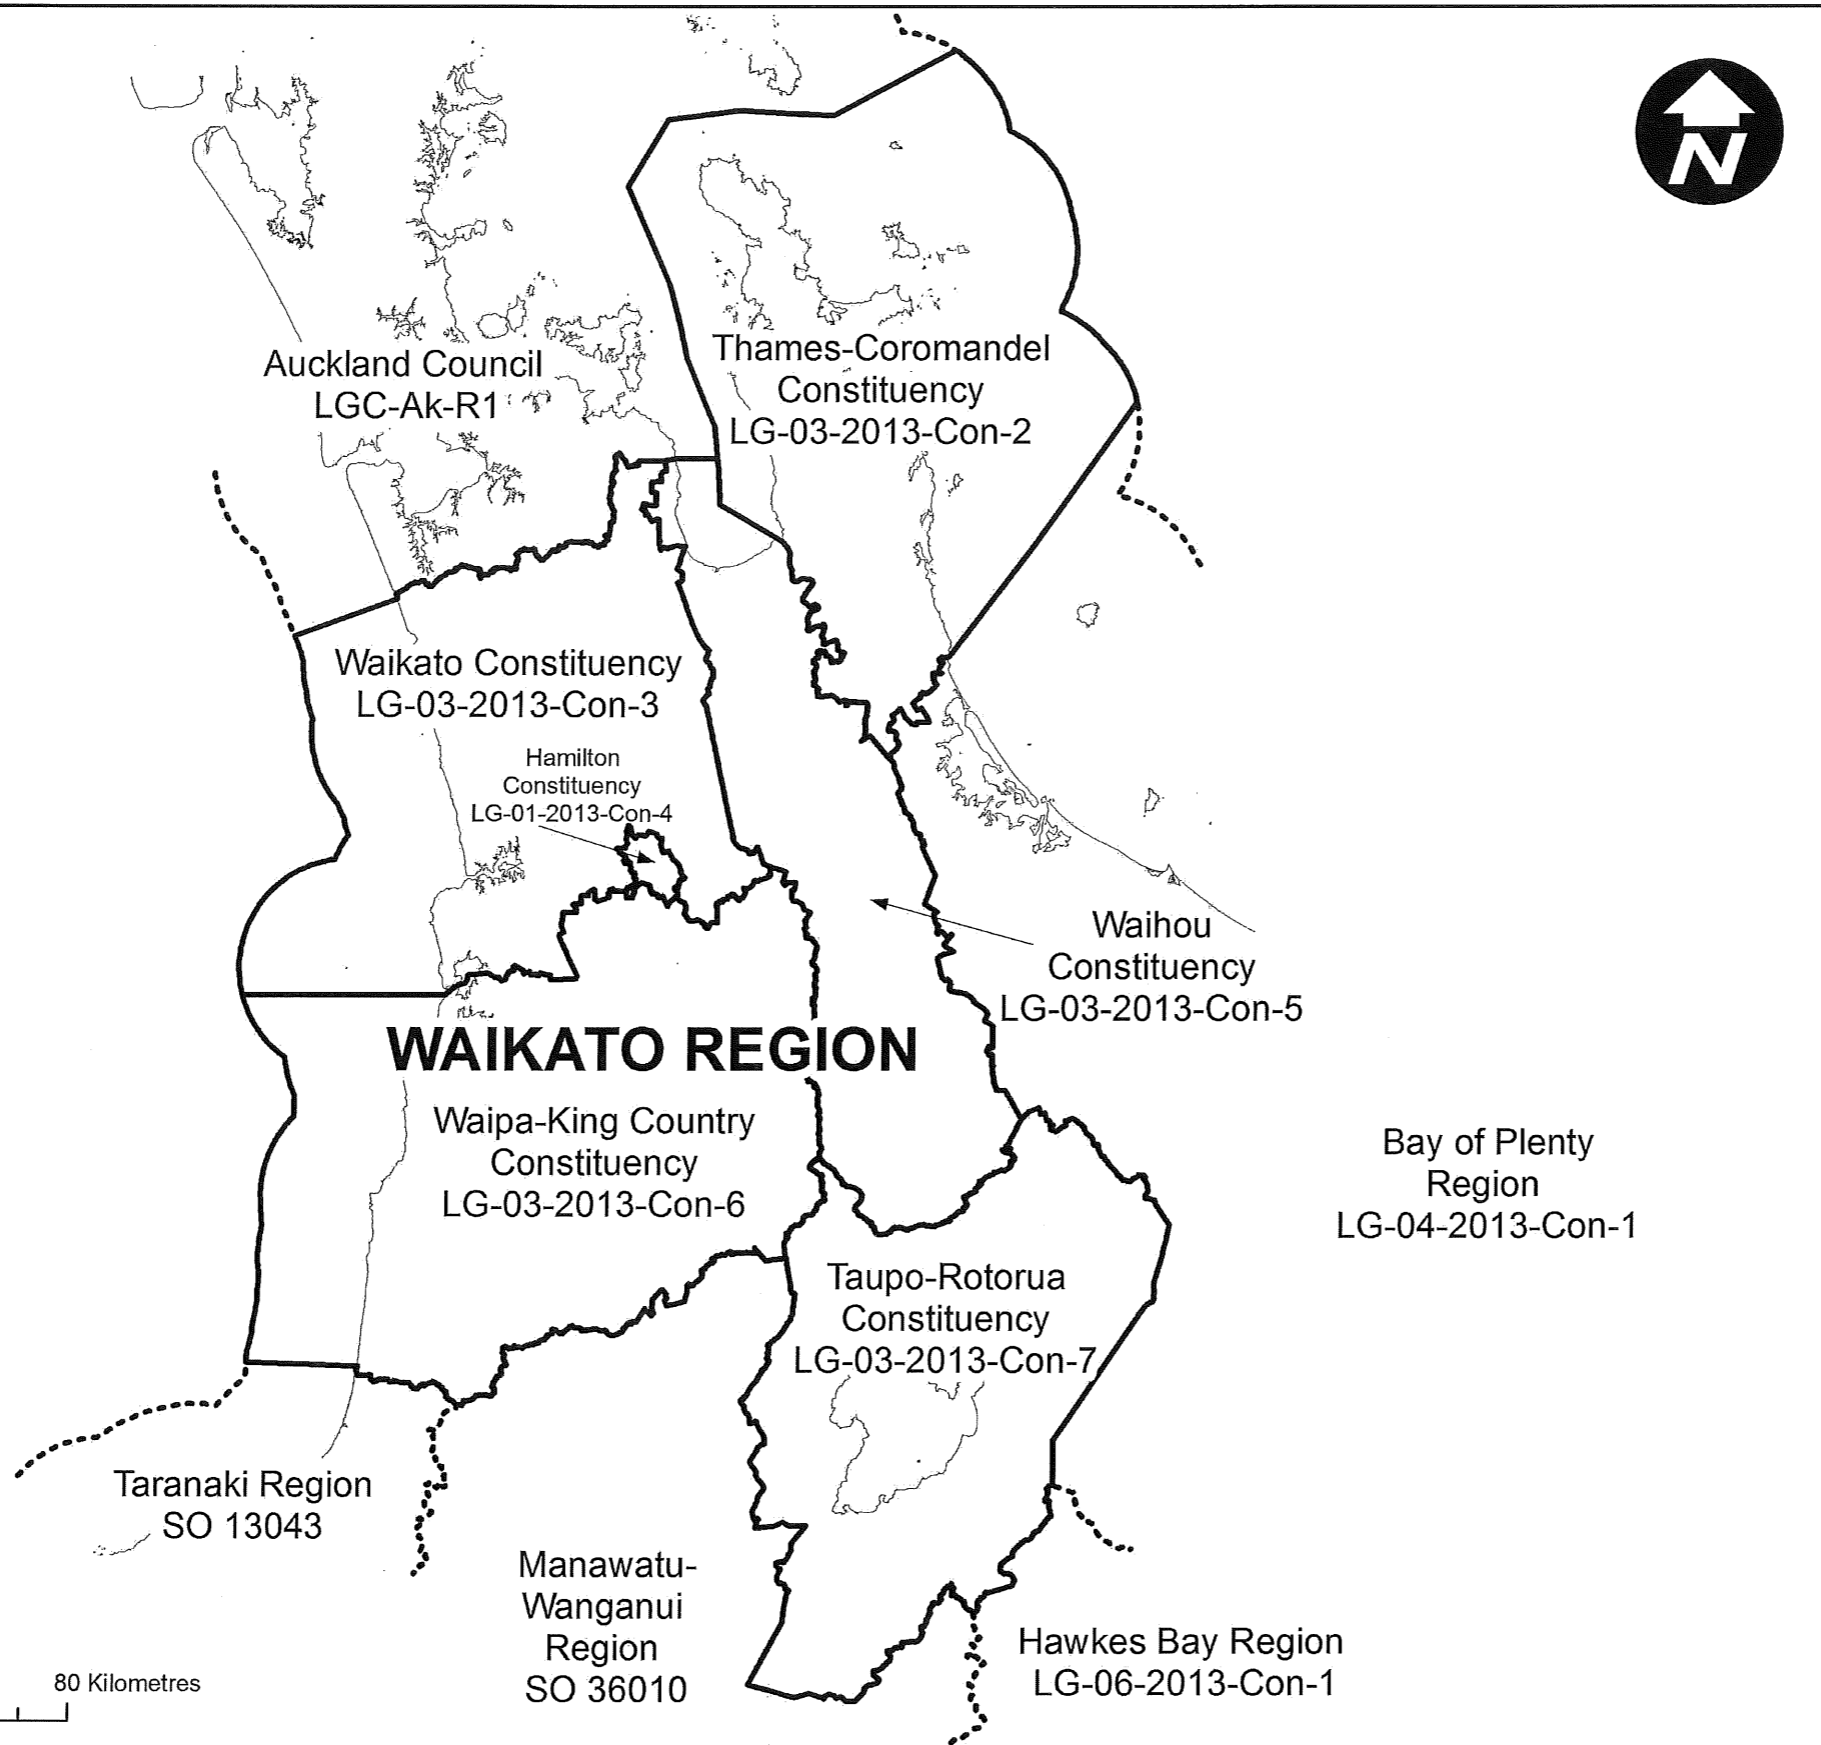 N
Auckland Council
LGC-Ak-R1
Thames-Coromandel
Constituency
LG-03-2013-Con-2
Waikato Constituency
LG-03-2013-Con-3
Hamilton
Constituency
LG-01-2013-Con-4
Waihou
Constituency
LG-03-2013-Con-5
WAIKATO REGION
Waipa-King Country
Constituency
LG-03-2013-Con-6
Bay of Plenty
Region
LG-04-2013-Con-1
Taupo-Rotorua
Constituency
LG-03-2013-Con-7
Taranaki Region
SO 13043
Manawatu-
Wanganui
Region
SO 36010
Hawkes Bay Region
LG-06-2013-Con-1
80 Kilometres